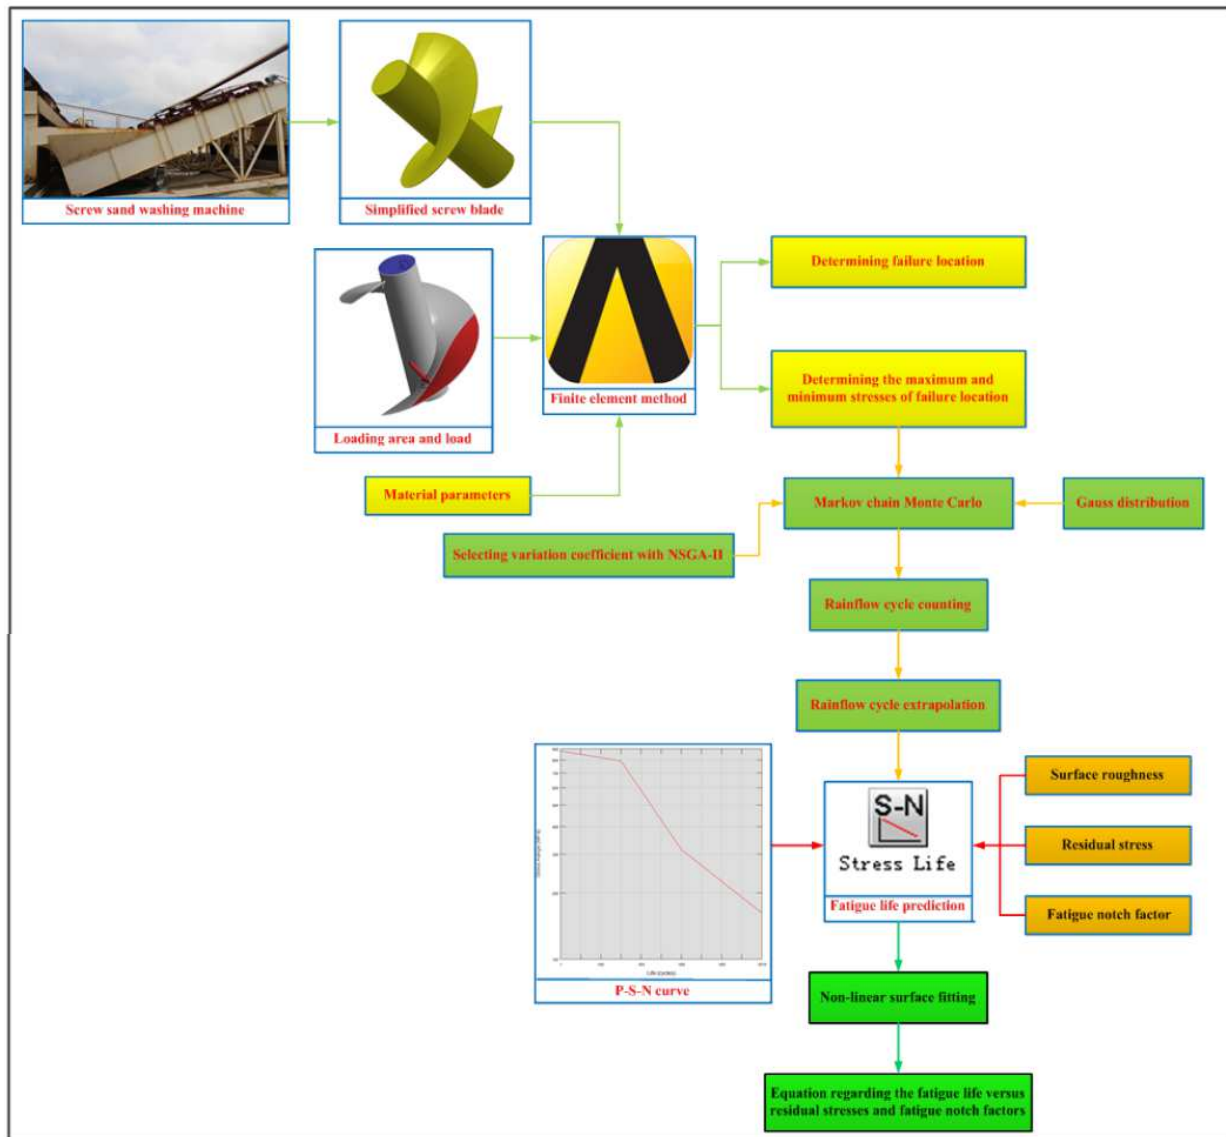 Screw sand washing machine
Simplified screw blade
Loading area and load
Finite element method
Material parameters
Determining failure location
Determining the maximum and
minimum stresses of failure location
Markov chain Monte Carlo
Gauss distribution
Selecting variation coefficient with NSGA-II
Rainflow cycle counting
Rainflow cycle extrapolation
Life (cycles)
P-S-N curve
S-N
Stress Life
Fatigue life prediction
Surface roughness
Residual stress
Fatigue notch factor
Non-linear surface fitting
Equation regarding the fatigue life versus
residual stresses and fatigue notch factors